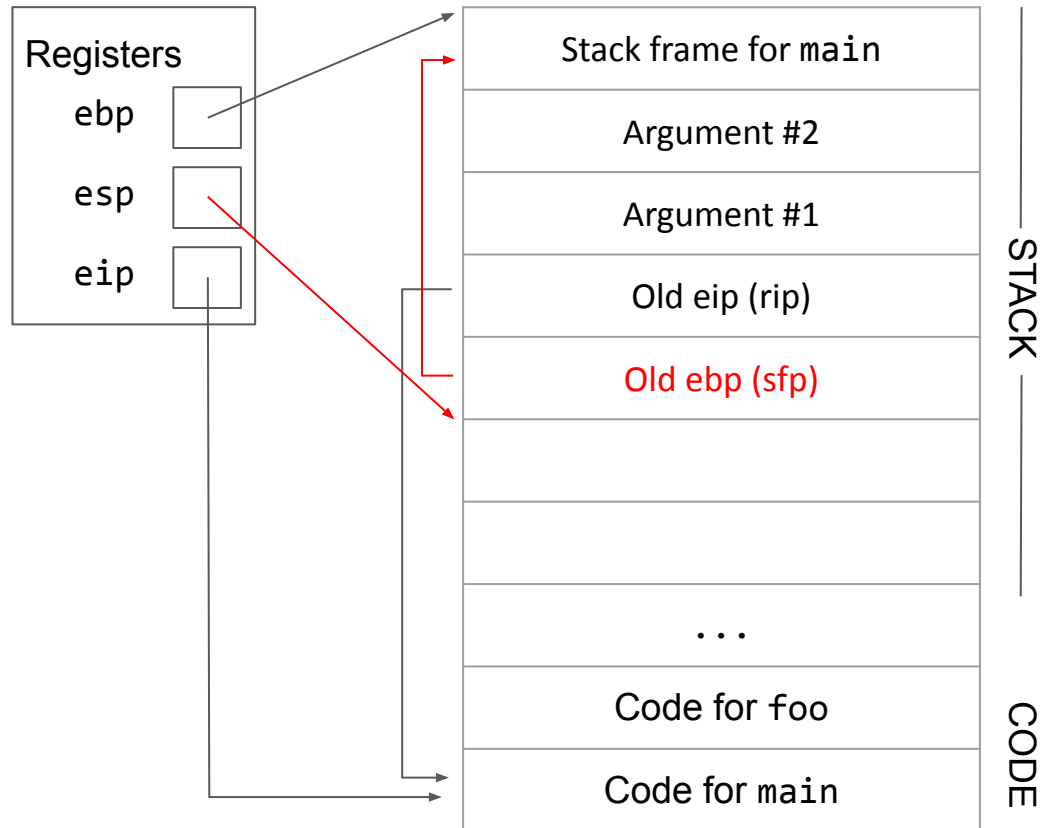 Registers
ebp
esp
eip
Stack frame for main
Argument #2
Argument #1
Old eip (rip)
Old ebp (sfp)
...
Code for foo
Code for main
STACK
CODE